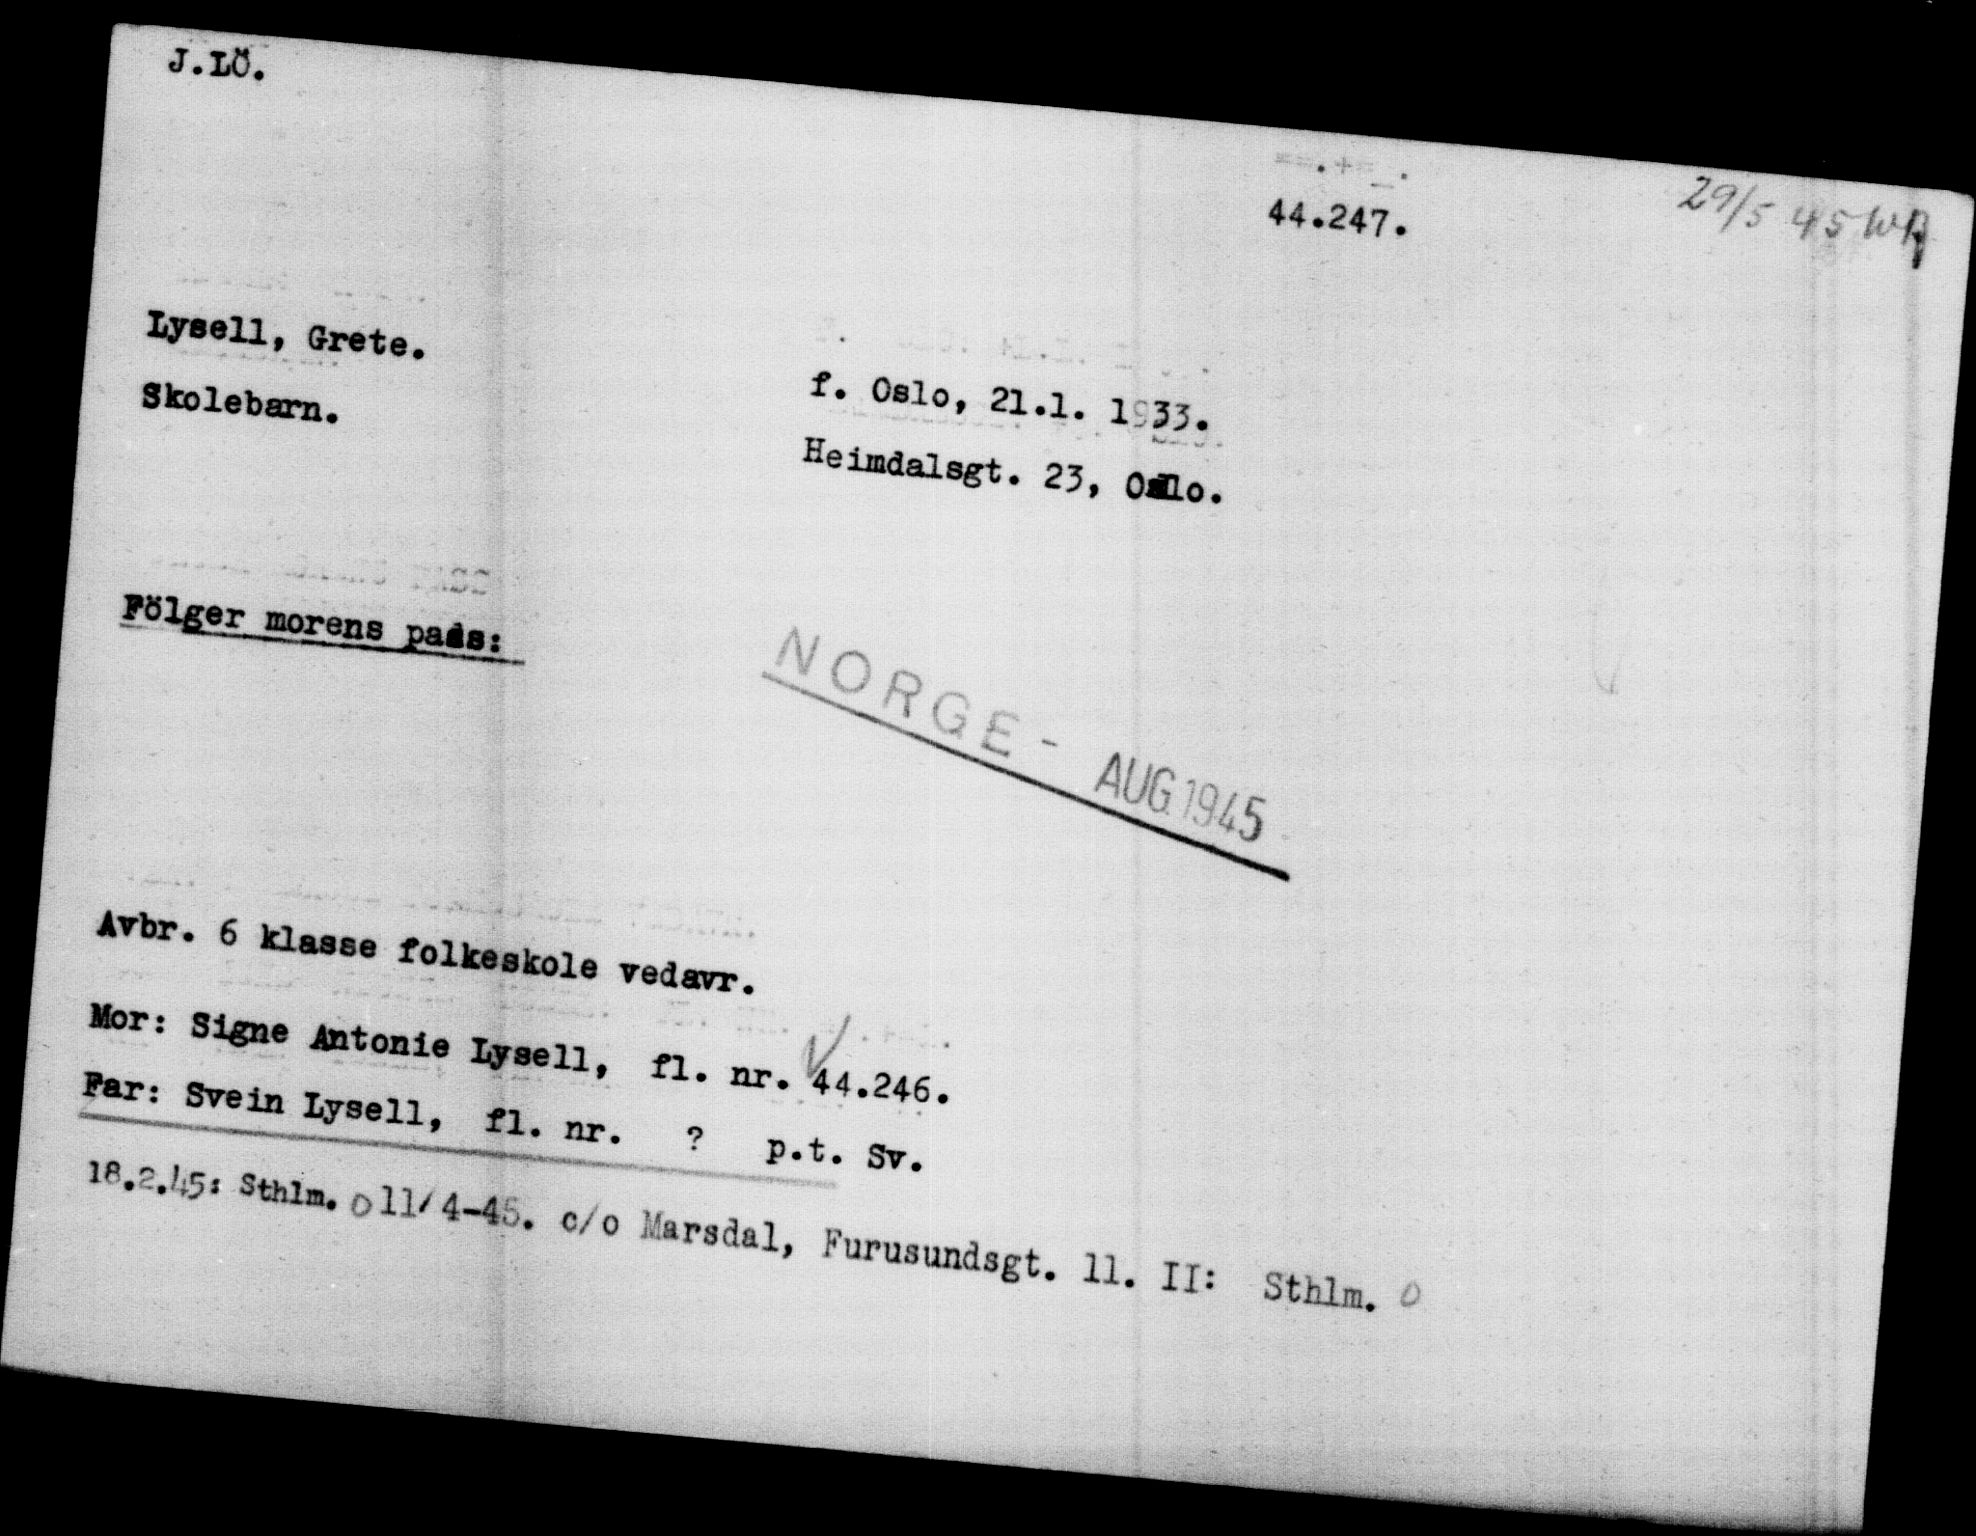 J.LÖ.
44.247.
29/5 45 WR
Lysell, Grete.
f. Oslo, 21.1. 1933.
Skolebarn.
Heimdalsgt. 23, Oslo.
Fölger morens pass:
NORGE - AUG 1945
Avbr. 6 klasse folkeskole vedavr.
Mor: Signe Antonie Lysell, fl. nr. 44.246.
Far: Svein Lysell, fl. nr. ? p.t. Sv.
18.2.45: Sthlm. o 11/4-45. c/o Marsdal, Furusundsgt. 11. II: Sthlm. o